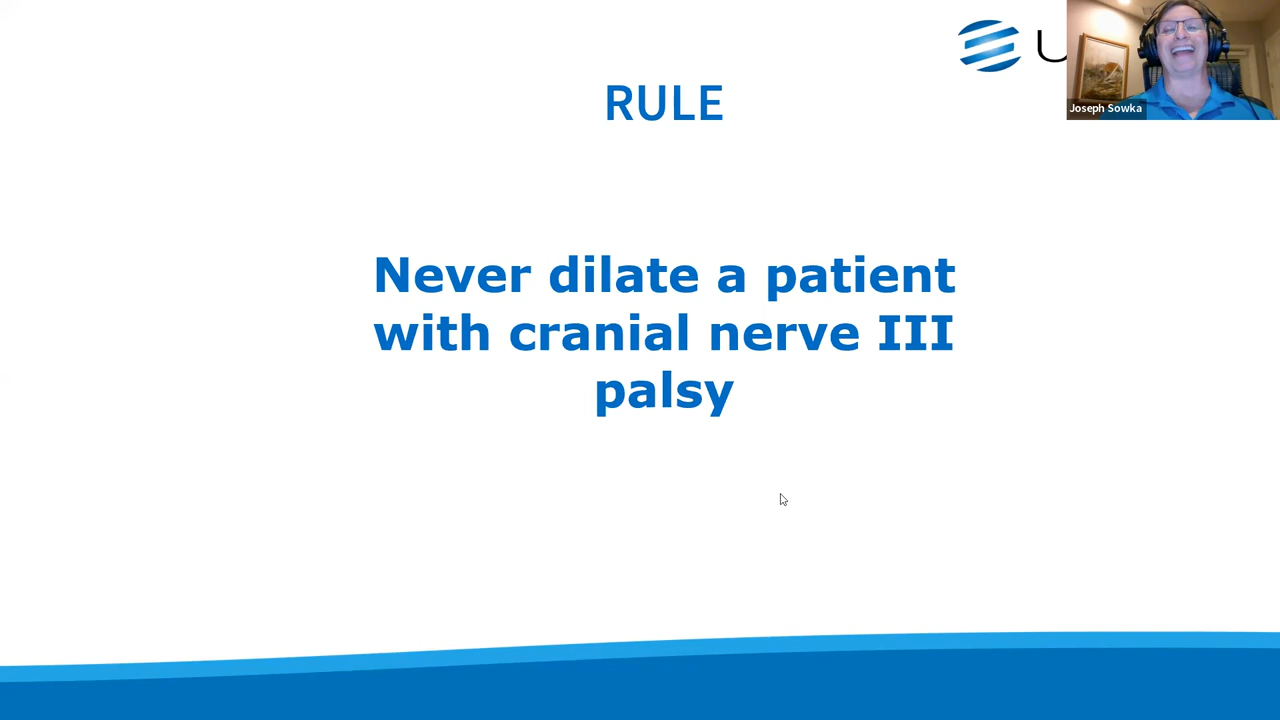 RULE
Never dilate a patient
with cranial nerve III
palsy
U
Joseph Sowka